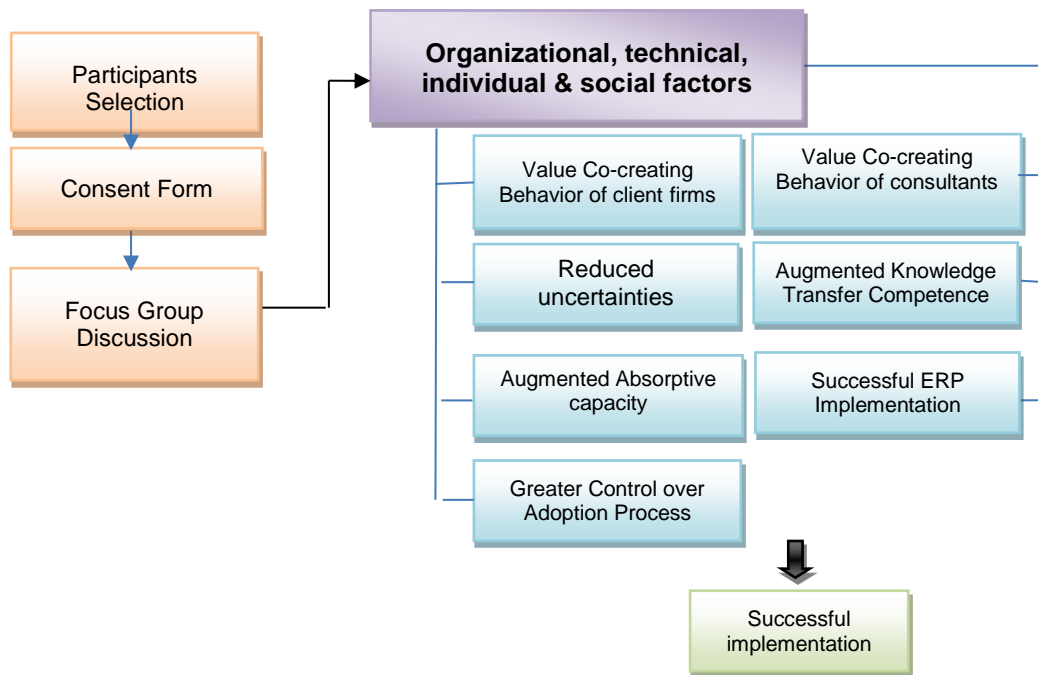 Participants
Selection
Consent Form
Focus Group
Discussion
Organizational, technical,
individual & social factors
Value Co-creating
Behavior of client firms
Value Co-creating
Behavior of consultants
Reduced
uncertainties
Augmented Knowledge
Transfer Competence
Augmented Absorptive
capacity
Successful ERP
Implementation
Greater Control over
Adoption Process
Successful
implementation